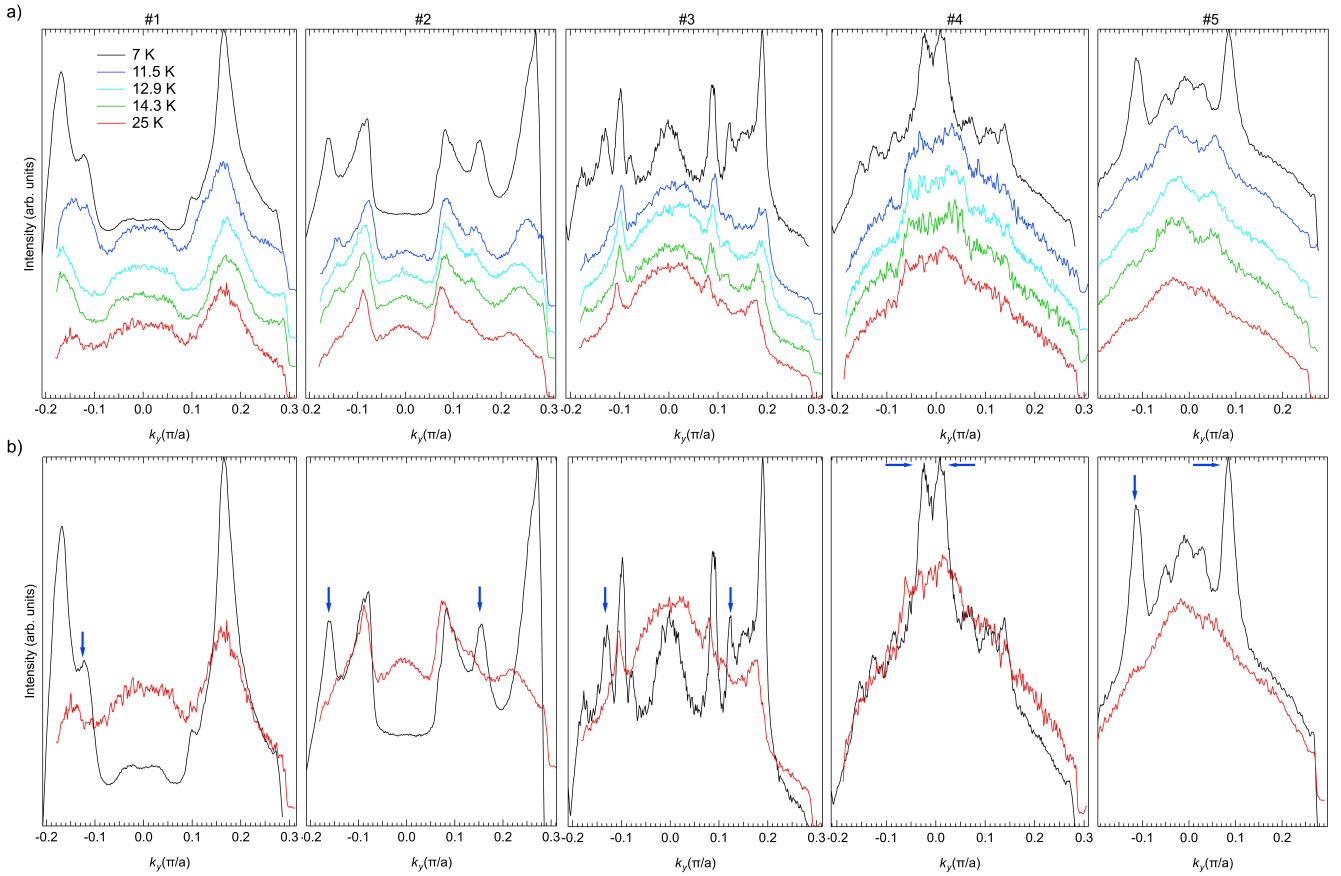 a)
#1 #2 #3 #4 #5
7 K
11.5 K
12.9 K
14.3 K
25 K
Intensity (arb. units)
-0.2 -0.1 0.0 0.1 0.2 0.3 -0.2 -0.1 0.0 0.1 0.2 0.3 -0.2 -0.1 0.0 0.1 0.2 0.3 -0.2 -0.1 0.0 0.1 0.2 0.3 -0.1 0.0 0.1 0.2
ky(π/a) ky(π/a) ky(π/a) ky(π/a) ky(π/a)
b)
Intensity (arb. units)
-0.2 -0.1 0.0 0.1 0.2 0.3 -0.2 -0.1 0.0 0.1 0.2 0.3 -0.2 -0.1 0.0 0.1 0.2 0.3 -0.2 -0.1 0.0 0.1 0.2 0.3 -0.1 0.0 0.1 0.2
ky(π/a) ky(π/a) ky(π/a) ky(π/a) ky(π/a)